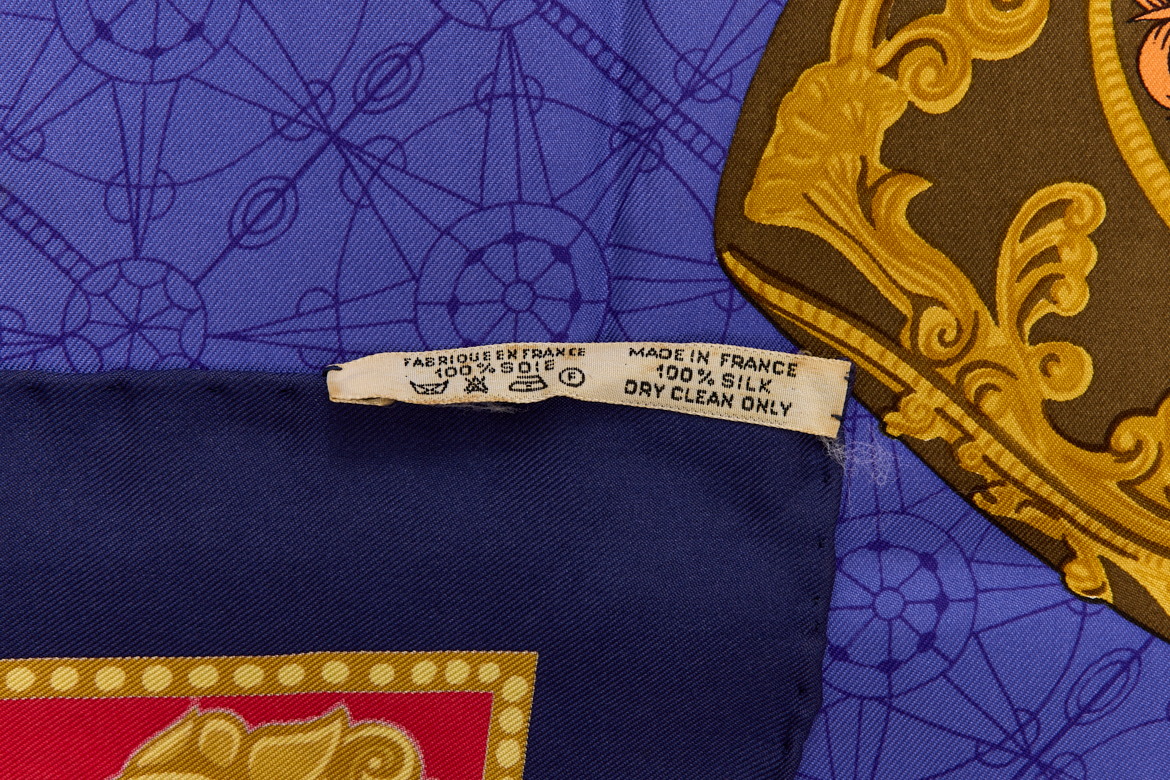 FABRIQUE EN FRANCE
100% SOIE
P
MADE IN FRANCE
100% SILK
DRY CLEAN ONLY